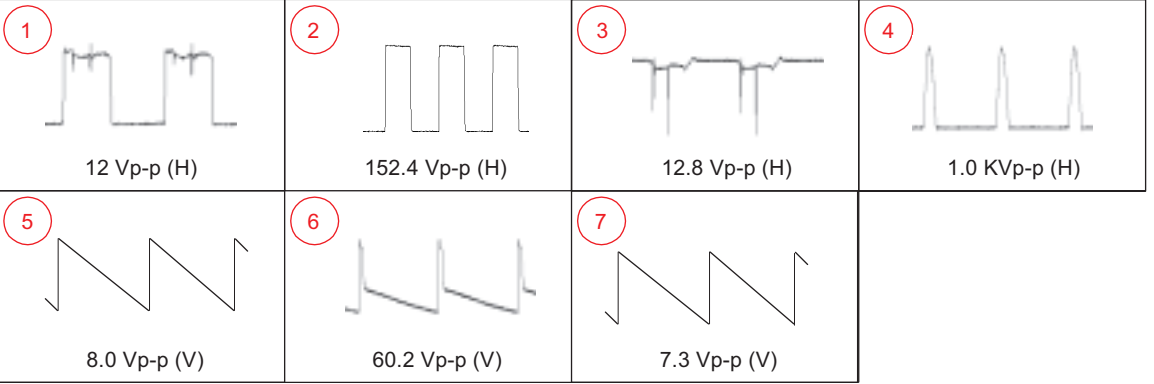 1
2
3
4
12 Vp-p (H)
152.4 Vp-p (H)
12.8 Vp-p (H)
1.0 KVp-p (H)
5
6
7
8.0 Vp-p (V)
60.2 Vp-p (V)
7.3 Vp-p (V)